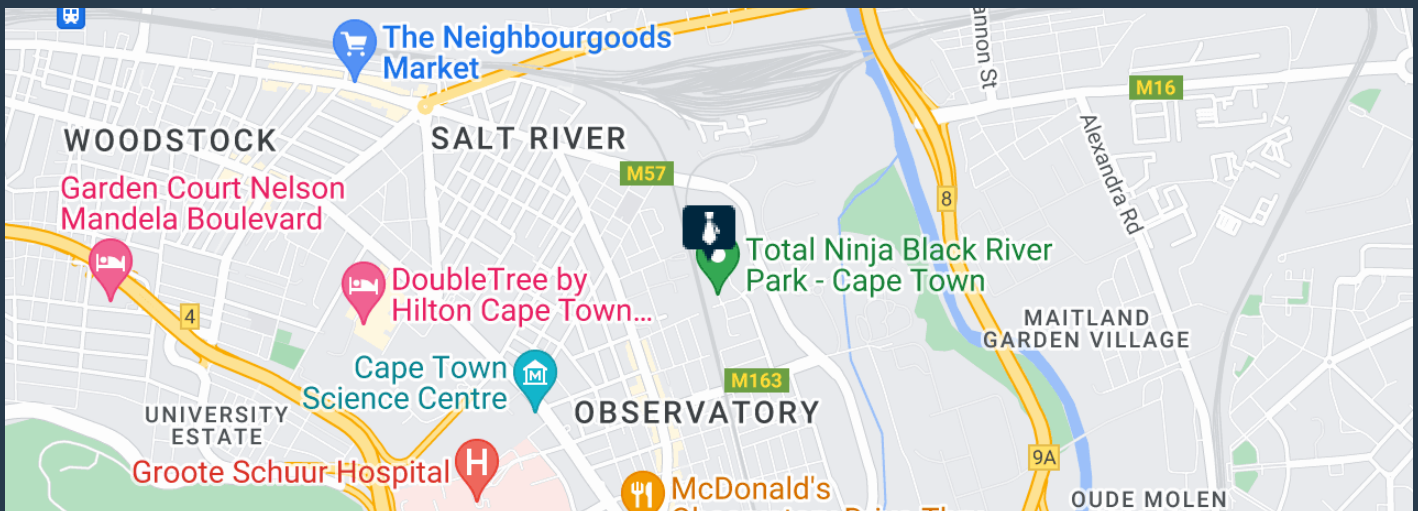 annon St
The Neighbourgoods
Market
M16
WOODSTOCK
SALT RIVER
Alexandra Rd
M57
Garden Court Nelson
Mandela Boulevard
8
Total Ninja Black River
Park - Cape Town
DoubleTree by
Hilton Cape Town...
4
MAITLAND
GARDEN VILLAGE
Cape Town
Science Centre
M
M163
UNIVERSITY
ESTATE
OBSERVATORY
Groote Schuur Hospital
H
9A
McDonald's
OUDE MOLEN